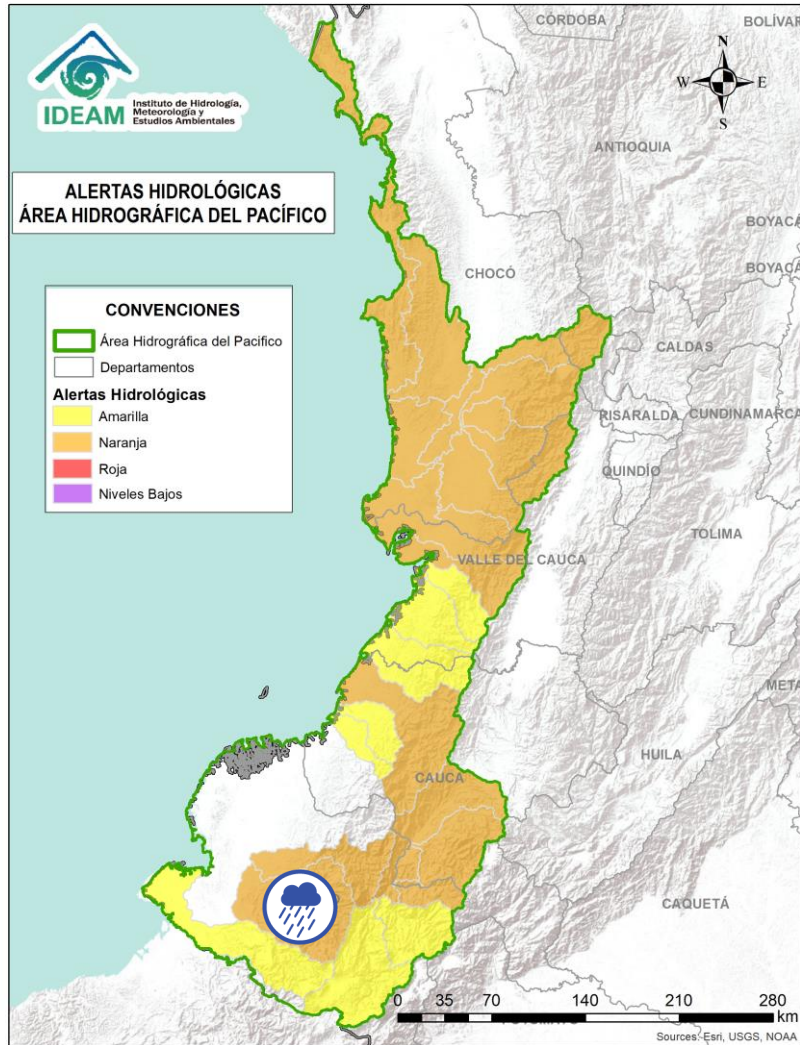 CÓRDOBA
BOLÍVAR
N
W E
S
IDEAM
Instituto de Hidrología,
Meteorología y
Estudios Ambientales
ANTIOQUIA
ALERTAS HIDROLÓGICAS
ÁREA HIDROGRÁFICA DEL PACÍFICO
BOYACÁ
BOYACÁ
CHOCÓ
CONVENCIONES
Área Hidrográfica del Pacifico
Departamentos
Alertas Hidrológicas
Amarilla
Naranja
Roja
Niveles Bajos
CALDAS
RISARALDA
CUNDINAMARCA
QUINDÍO
TOLIMA
VALLE DEL CAUCA
META
HUILA
CAUCA
CAQUETÁ
0 35 70 140 210 280
km
Sources: Esri, USGS, NOAA